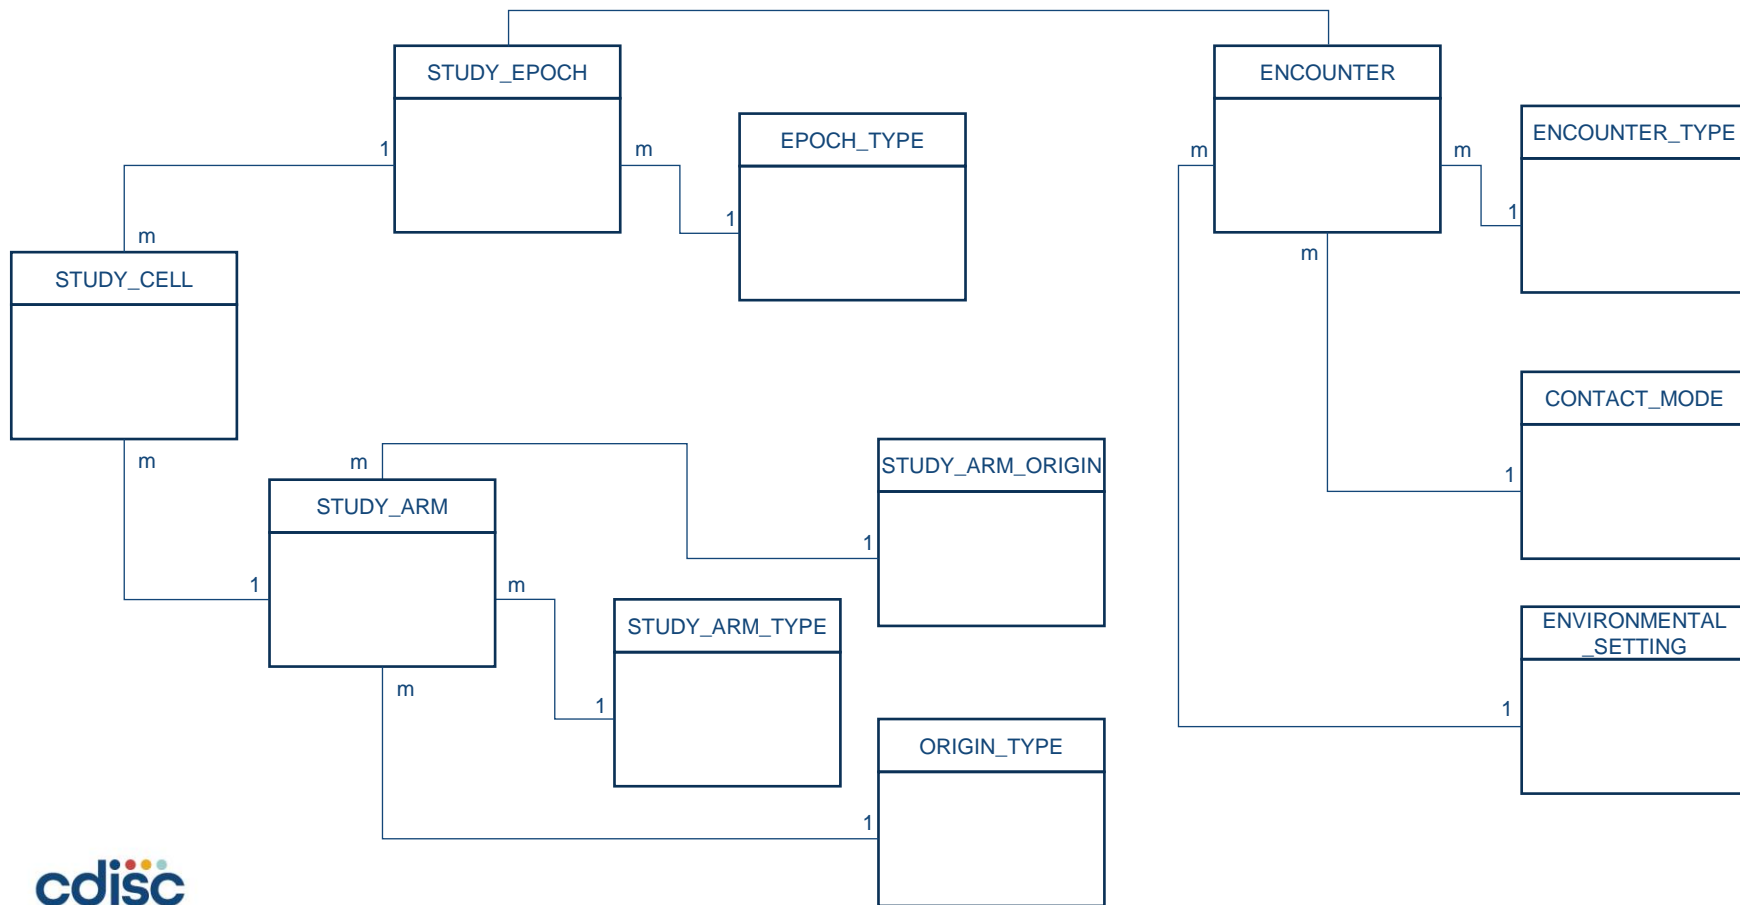 STUDY_EPOCH
ENCOUNTER
EPOCH_TYPE
ENCOUNTER_TYPE
1
m
m
m
1
1
m
m
STUDY_CELL
CONTACT_MODE
m
m
STUDY_ARM_ORIGIN
1
STUDY_ARM
1
1
m
STUDY_ARM_TYPE
ENVIRONMENTAL
_SETTING
m
1
1
ORIGIN_TYPE
1
cdisc